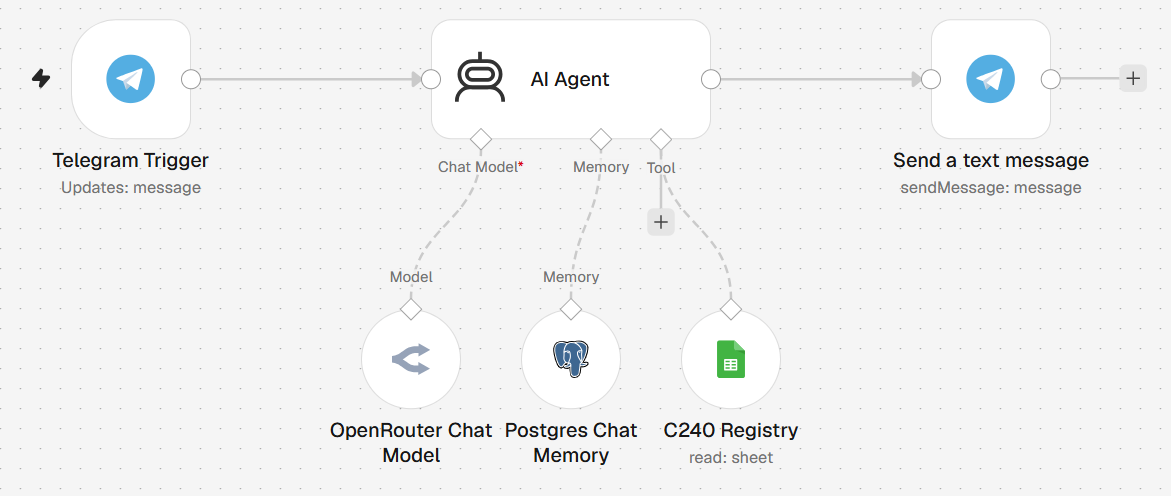 AI Agent
Telegram Trigger
Updates: message
Chat Model*
Memory
Tool
Send a text message
sendMessage: message
Model
Memory
OpenRouter Chat
Model
Postgres Chat
Memory
C240 Registry
read: sheet